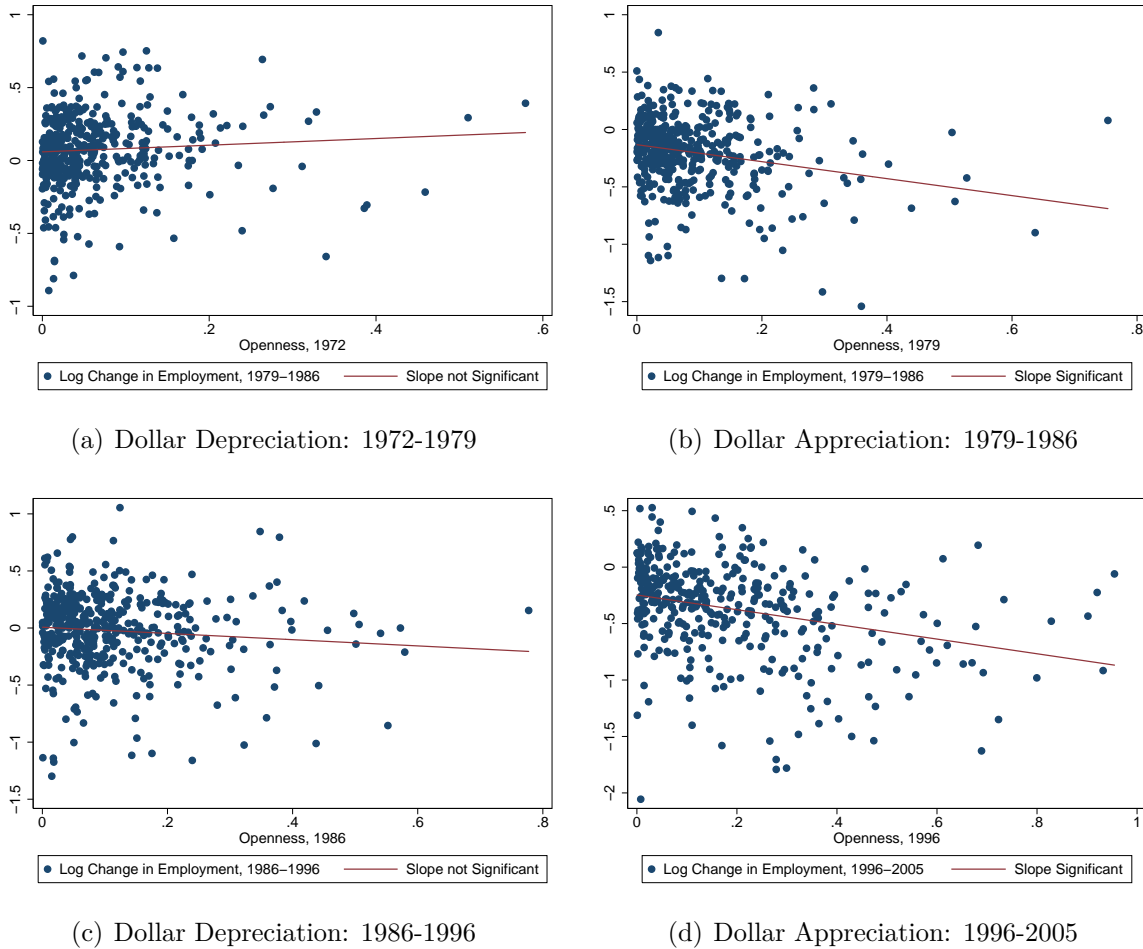 1
.5
0
−.5
−1
0
.2
.4
.6
Openness, 1972
Log Change in Employment, 1979−1986
Slope not Significant
(a) Dollar Depreciation: 1972-1979
1
.5
0
−.5
−1
−1.5
0
.2
.4
.6
.8
Openness, 1979
Log Change in Employment, 1979−1986
Slope Significant
(b) Dollar Appreciation: 1979-1986
1
.5
0
−.5
−1
−1.5
0
.2
.4
.6
.8
Openness, 1986
Log Change in Employment, 1986−1996
Slope not Significant
(c) Dollar Depreciation: 1986-1996
.5
0
−.5
−1
−1.5
−2
0
.2
.4
.6
.8
1
Openness, 1996
Log Change in Employment, 1996−2005
Slope Significant
(d) Dollar Appreciation: 1996-2005